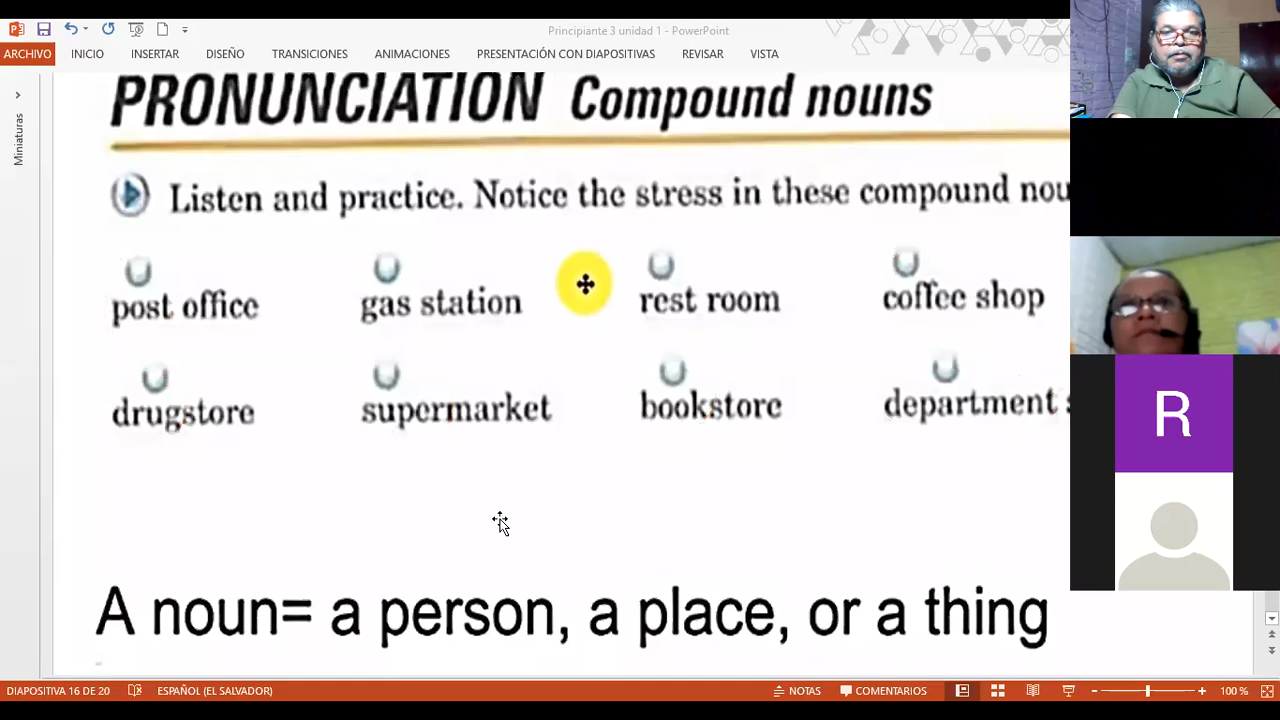 Principiante 3 unidad 1 - PowerPoint
ARCHIVO INICIO INSERTAR DISEÑO TRANSICIONES ANIMACIONES PRESENTACIÓN CON DIAPOSITIVAS REVISAR VISTA
Miniaturas
PRONUNCIATION Compound nouns
Listen and practice. Notice the stress in these compound nou
post office gas station rest room coffee shop
drugstore supermarket bookstore department
A noun= a person, a place, or a thing
R
DIAPOSITIVA 16 DE 20 ESPAÑOL (EL SALVADOR) NOTAS COMENTARIOS 100 %